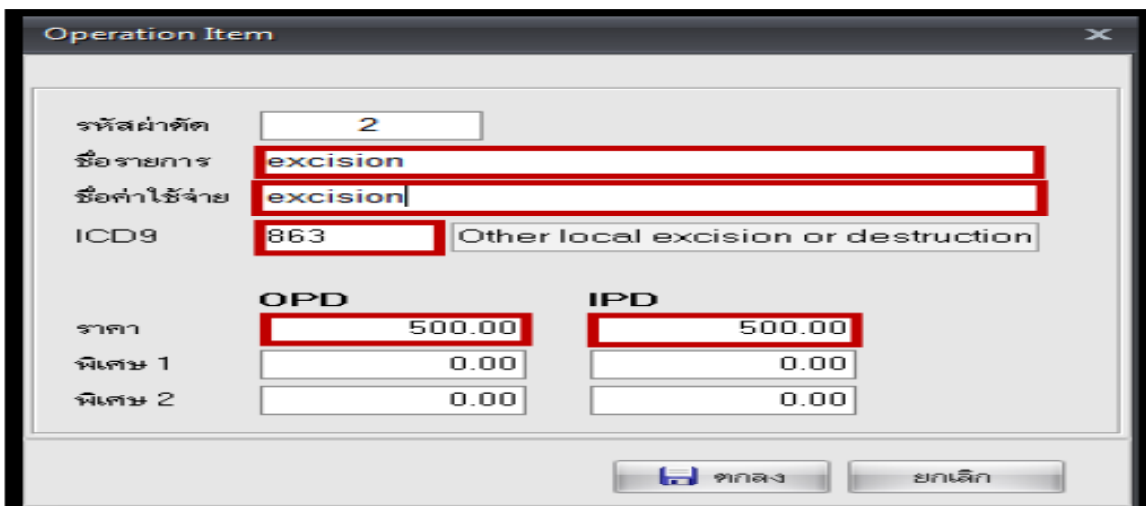 Operation Item
รหัสผ่าตัด 2
ชื่อรายการ excision
ชื่อค่าใช้จ่าย excision
ICD9 863 Other local excision or destruction
OPD IPD
ราคา 500.00 500.00
พิเศษ 1 0.00 0.00
พิเศษ 2 0.00 0.00
ตกลง ยกเลิก